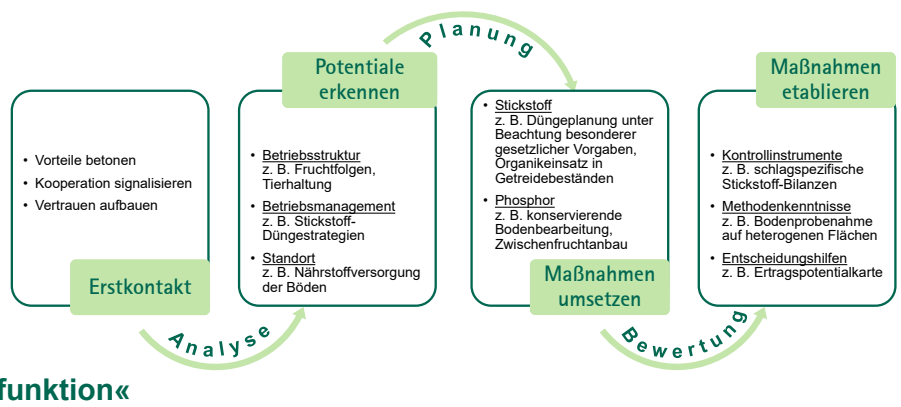 • Vorteile betonen
• Kooperation signalisieren
• Vertrauen aufbauen
Erstkontakt
Analyse
Potentiale
erkennen
• Betriebsstruktur
z. B. Fruchtfolgen,
Tierhaltung
• Betriebsmanagement
z. B. Stickstoff-
Düngestrategien
• Standort
z. B. Nährstoffversorgung
der Böden
Planung
• Stickstoff
z. B. Düngeplanung unter
Beachtung besonderer
gesetzlicher Vorgaben,
Organikeinsatz in
Getreidebeständen
• Phosphor
z. B. konservierende
Bodenbearbeitung,
Zwischenfruchtanbau
Maßnahmen
umsetzen
Bewertung
Maßnahmen
etablieren
• Kontrollinstrumente
z. B. schlagspezifische
Stickstoff-Bilanzen
• Methodenkenntnisse
z. B. Bodenprobenahme
auf heterogenen Flächen
• Entscheidungshilfen
z. B. Ertragspotentialkarte
funktion«